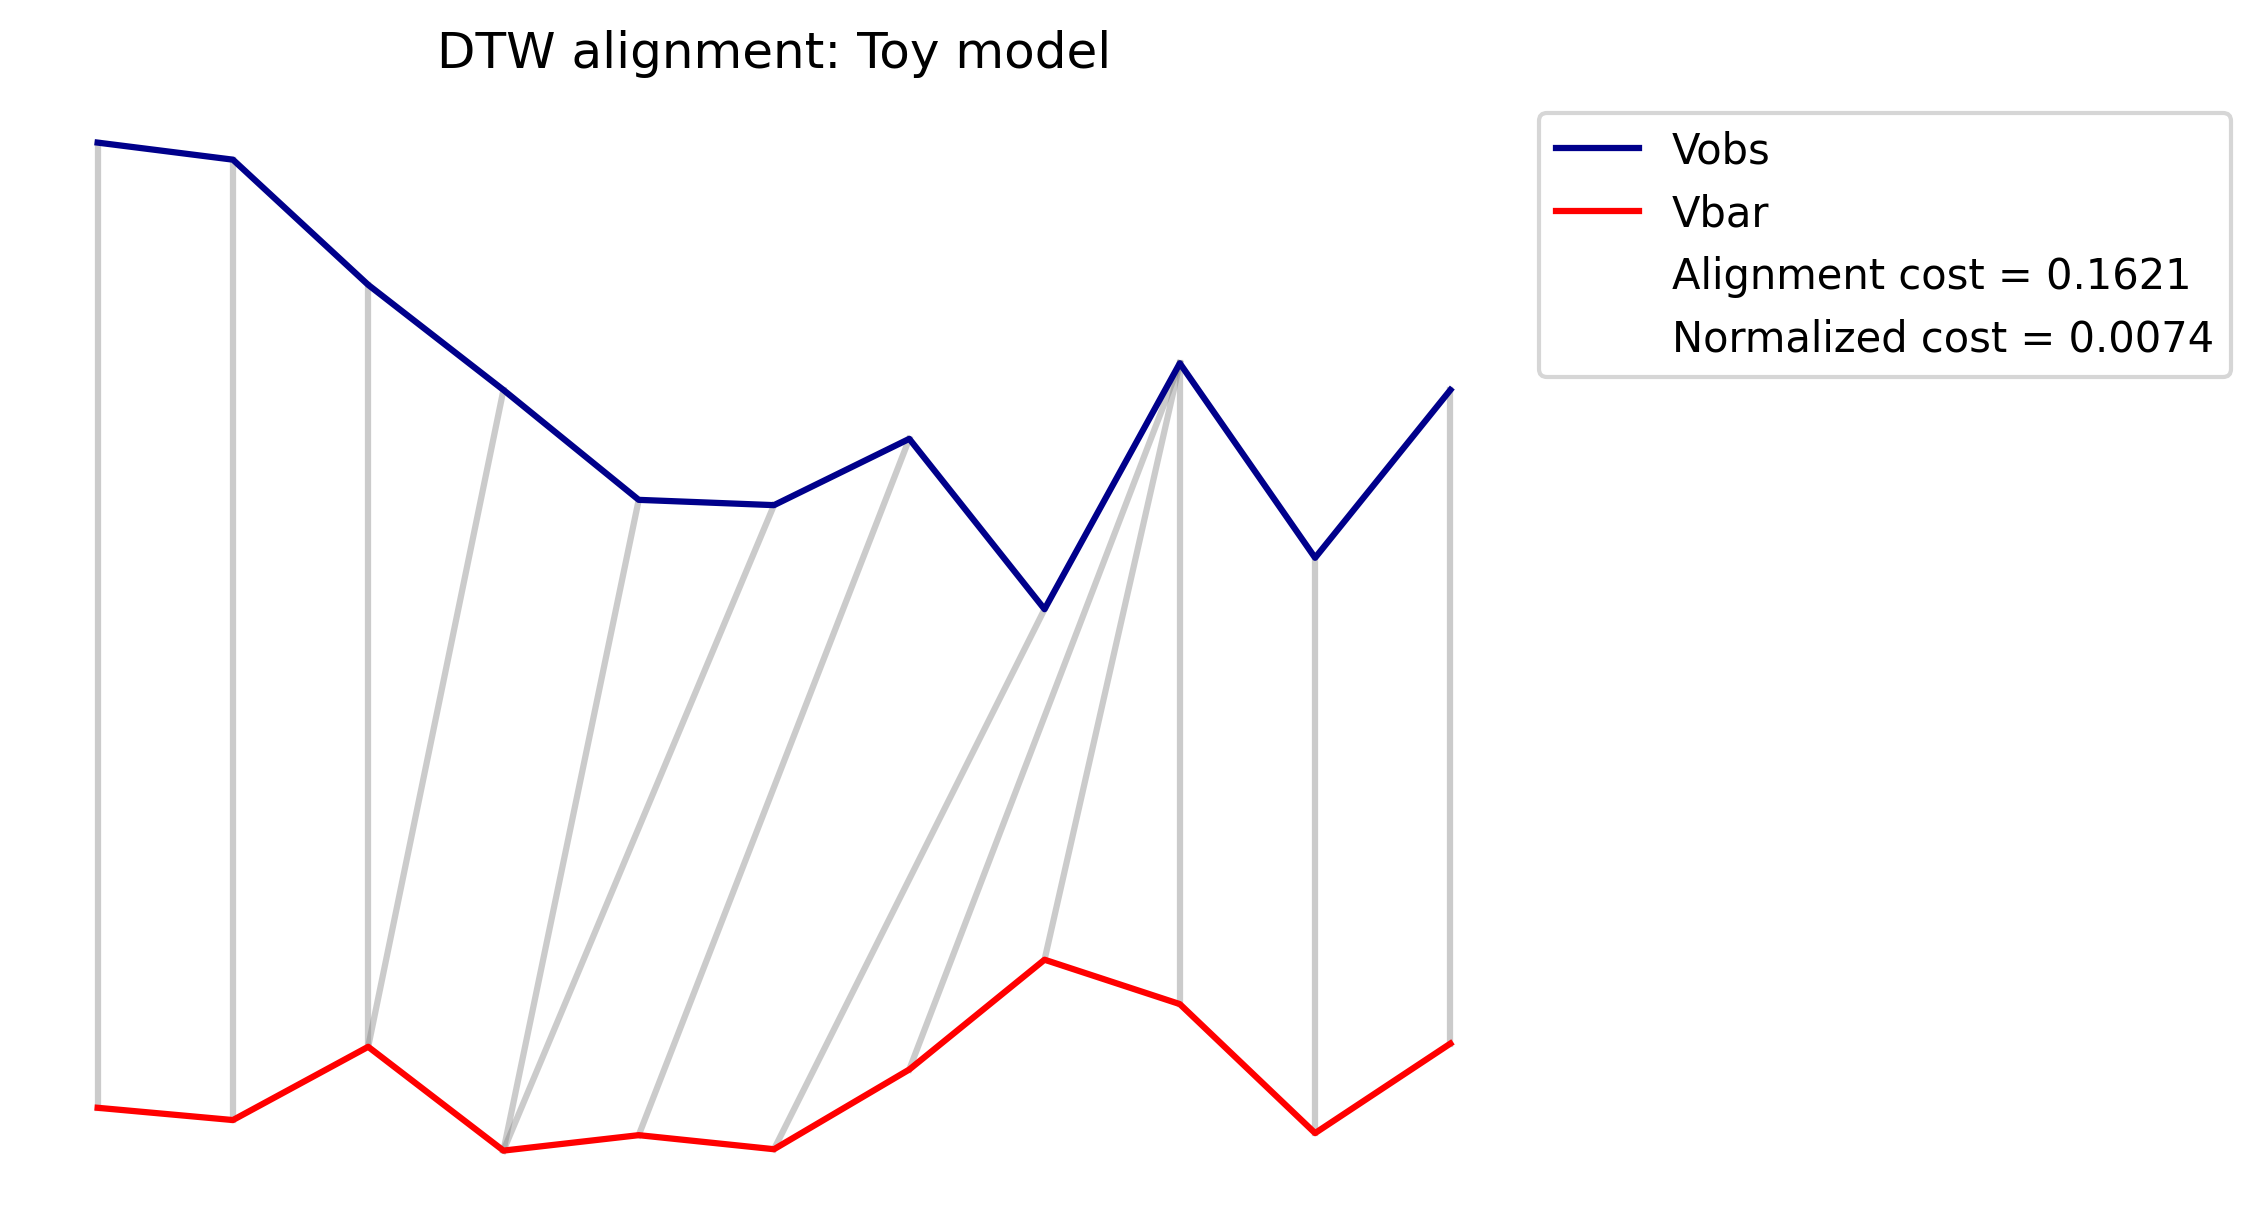 DTW alignment: Toy model
Vobs
Vbar
Alignment cost = 0.1621
Normalized cost = 0.0074